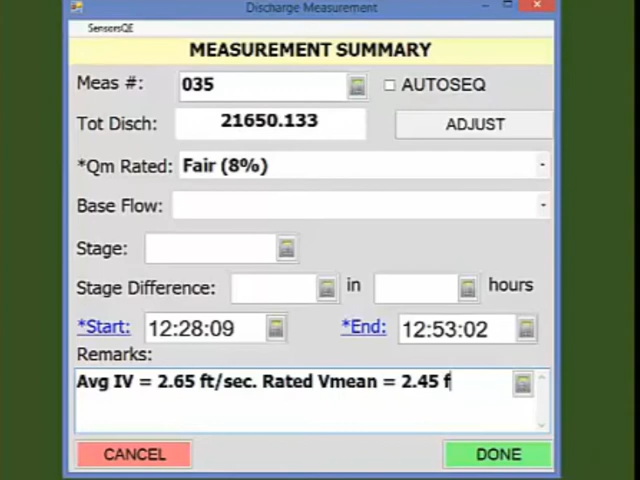 Discharge Measurement
SensorsQE
MEASUREMENT SUMMARY
Meas #: 035 AUTOSEQ
Tot Disch: 21650.133 ADJUST
*Qm Rated: Fair (8%)
Base Flow:
Stage:
Stage Difference: in hours
*Start: 12:28:09 *End: 12:53:02
Remarks:
Avg IV = 2.65 ft/sec. Rated Vmean = 2.45 f
CANCEL DONE